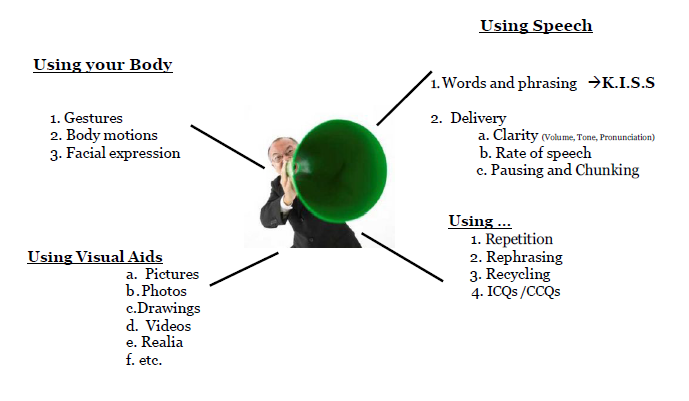 Using Speech
1. Words and phrasing →K.I.S.S
2. Delivery
a. Clarity (Volume, Tone, Pronunciation)
b. Rate of speech
c. Pausing and Chunking
Using your Body
1. Gestures
2. Body motions
3. Facial expression
Using ...
1. Repetition
2. Rephrasing
3. Recycling
4. ICQs /CCQs
Using Visual Aids
a. Pictures
b.Photos
c.Drawings
d. Videos
e. Realia
f. etc.